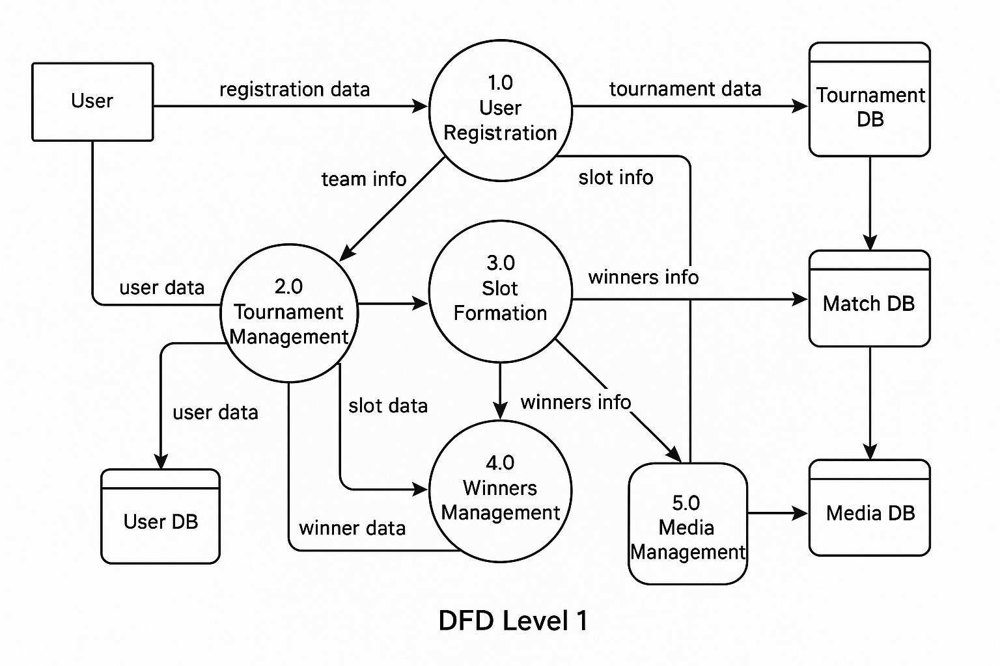 User
registration data
1.0
User
Registration
tournament data
Tournament
DB
team info
slot info
user data
2.0
Tournament
Management
3.0
Slot
Formation
winners info
Match DB
user data
slot data
winners info
User DB
winner data
4.0
Winners
Management
5.0
Media
Management
Media DB
DFD Level 1